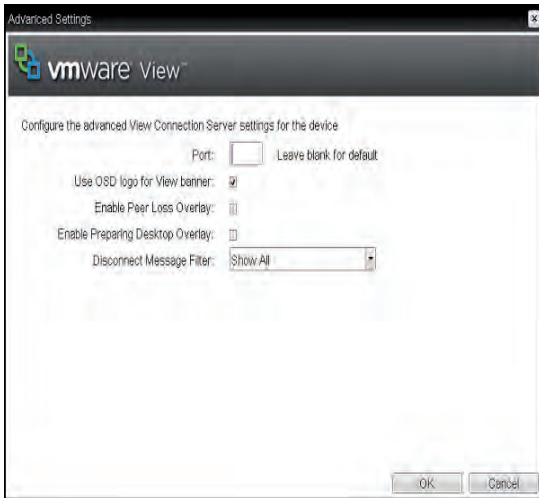 Advanced Settings
vmware View™
Configure the advanced View Connection Server settings for the device
Port: Leave blank for default
Use OSD logo for View banner:
Enable Peer Loss Overlay:
Enable Preparing Desktop Overlay:
Disconnect Message Filter: Show All
OK Cancel